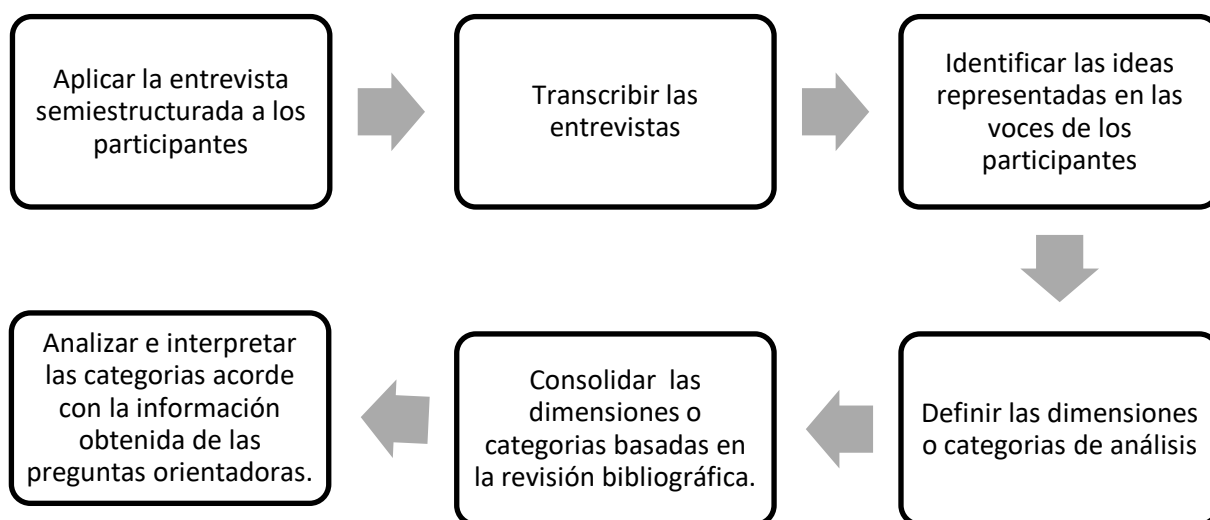 Aplicar la entrevista
semiestructurada a los
participantes
Transcribir las
entrevistas
Identificar las ideas
representadas en las
voces de los
participantes
Definir las dimensiones
o categorias de análisis
Consolidar las
dimensiones o
categorias basadas en
la revisión bibliográfica.
Analizar e interpretar
las categorias acorde
con la información
obtenida de las
preguntas orientadoras.